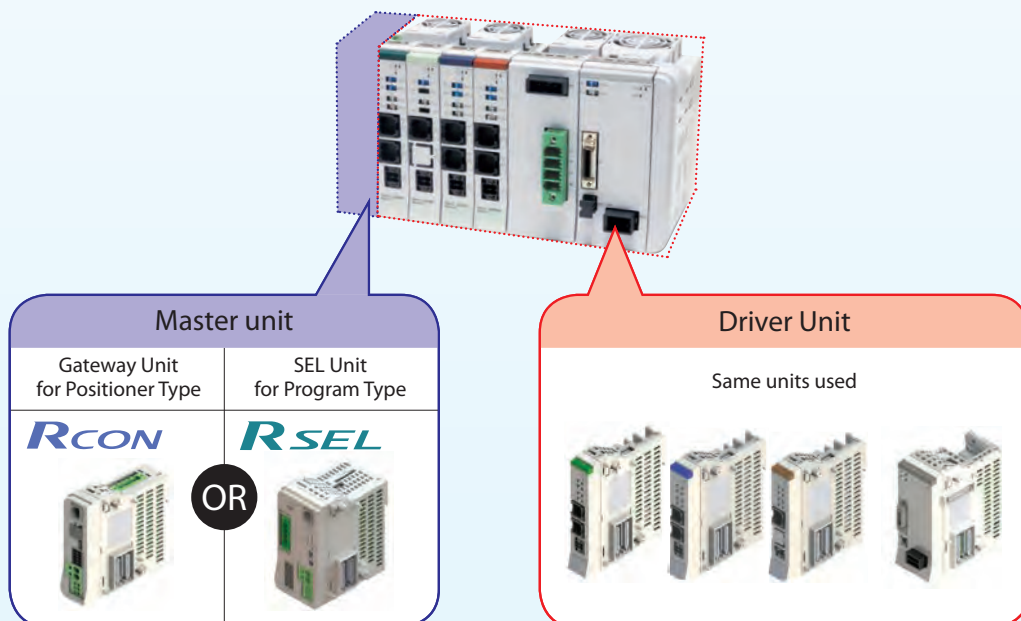 Master unit
Gateway Unit
for Positioner Type
SEL Unit
for Program Type
RCON
OR
RSEL
Driver Unit
Same units used